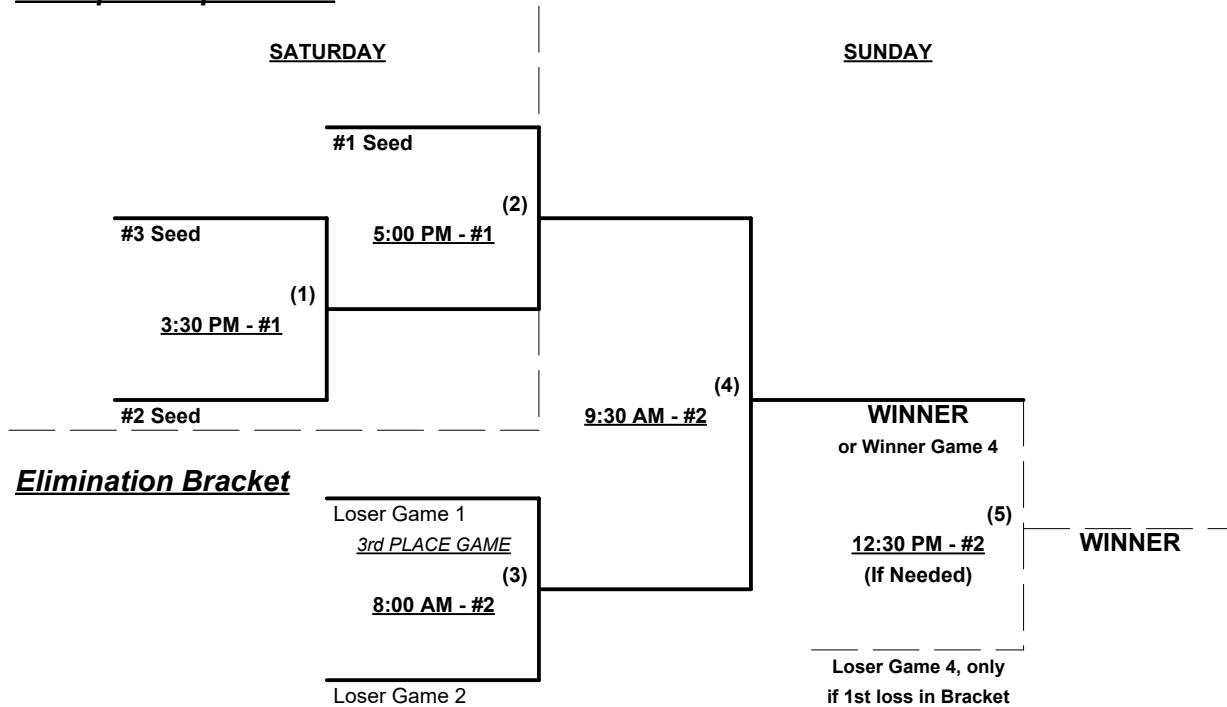 SATURDAY
SUNDAY
#1 Seed
(2)
5:00 PM - #1
#3 Seed
(1)
3:30 PM - #1
#2 Seed
(4)
9:30 AM - #2
WINNER
or Winner Game 4
Elimination Bracket
Loser Game 1
3rd PLACE GAME
(3)
8:00 AM - #2
Loser Game 2
(5)
12:30 PM - #2
(If Needed)
WINNER
Loser Game 4, only
if 1st loss in Bracket